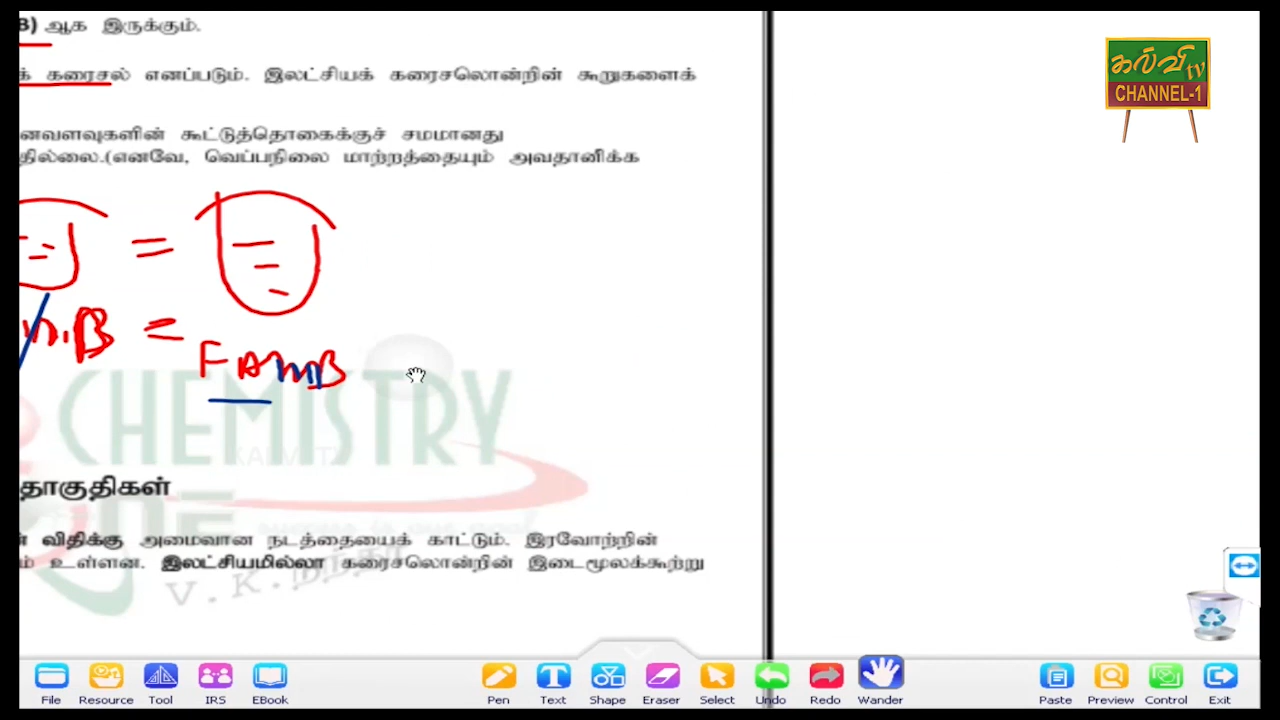 B) ஆக இருக்கும்.
க் கரைசல் எனப்படும். இலட்சியக் கரைசலொன்றின் கூறுகளைக்
னவளவுகளின் கூட்டுத்தொகைக்குச் சமமானது
தில்லை.(எனவே, வெப்பநிலை மாற்றத்தையும் அவதானிக்க
=
n.B =
FAmB
CHEMISTRY
தாகுதிகள்
ன் விதிக்கு அமைவான நடத்தையைக் காட்டும். இரவோற்றின்
ம் உள்ளன. இலட்சியமில்லா கரைசலொன்றின் இடைமூலக்கூற்று
V.K.நந்தா
கல்வி tv
CHANNEL-1
File Resource Tool IRS EBook Pen Text Shape Eraser Select Undo Redo Wander Paste Preview Control Exit